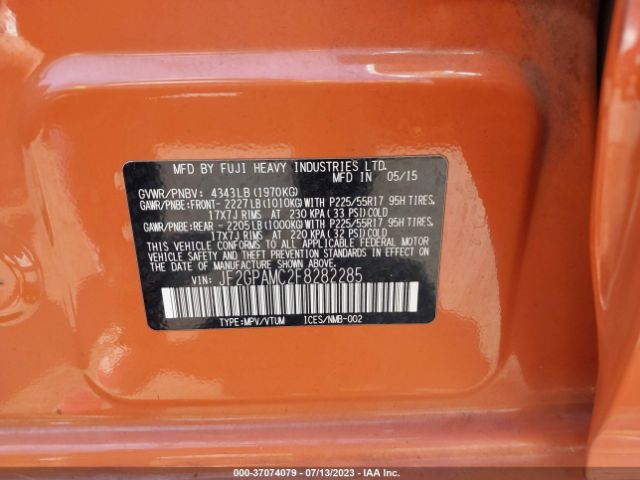 MFD BY FUJI HEAVY INDUSTRIES LTD.
MFD IN 05/15
GVWR/PNBV: 4343LB (1970KG)
GAWR/PNBE:FRONT- 2227LB(1010KG)WITH P225/55R17 95H TIRES,
17X7J RIMS AT 230 KPA(33 PSI)COLD
GAWR/PNBE:REAR - 2205LB(1000KG)WITH P225/55R17 95H TIRES,
17X7J RIMS AT 220 KPA(32 PSI)COLD
THIS VEHICLE CONFORMS TO ALL APPLICABLE FEDERAL MOTOR
VEHICLE SAFETY, BUMPER, AND THEFT PREVENTION STANDARDS
IN EFFECT ON THE DATE OF MANUFACTURE SHOWN ABOVE.
VIN: JF2GPAMC2F8282285
TYPE:MPV/VTUM ICES/NMB-002
000-37074079 - 07/13/2023 - IAA Inc.